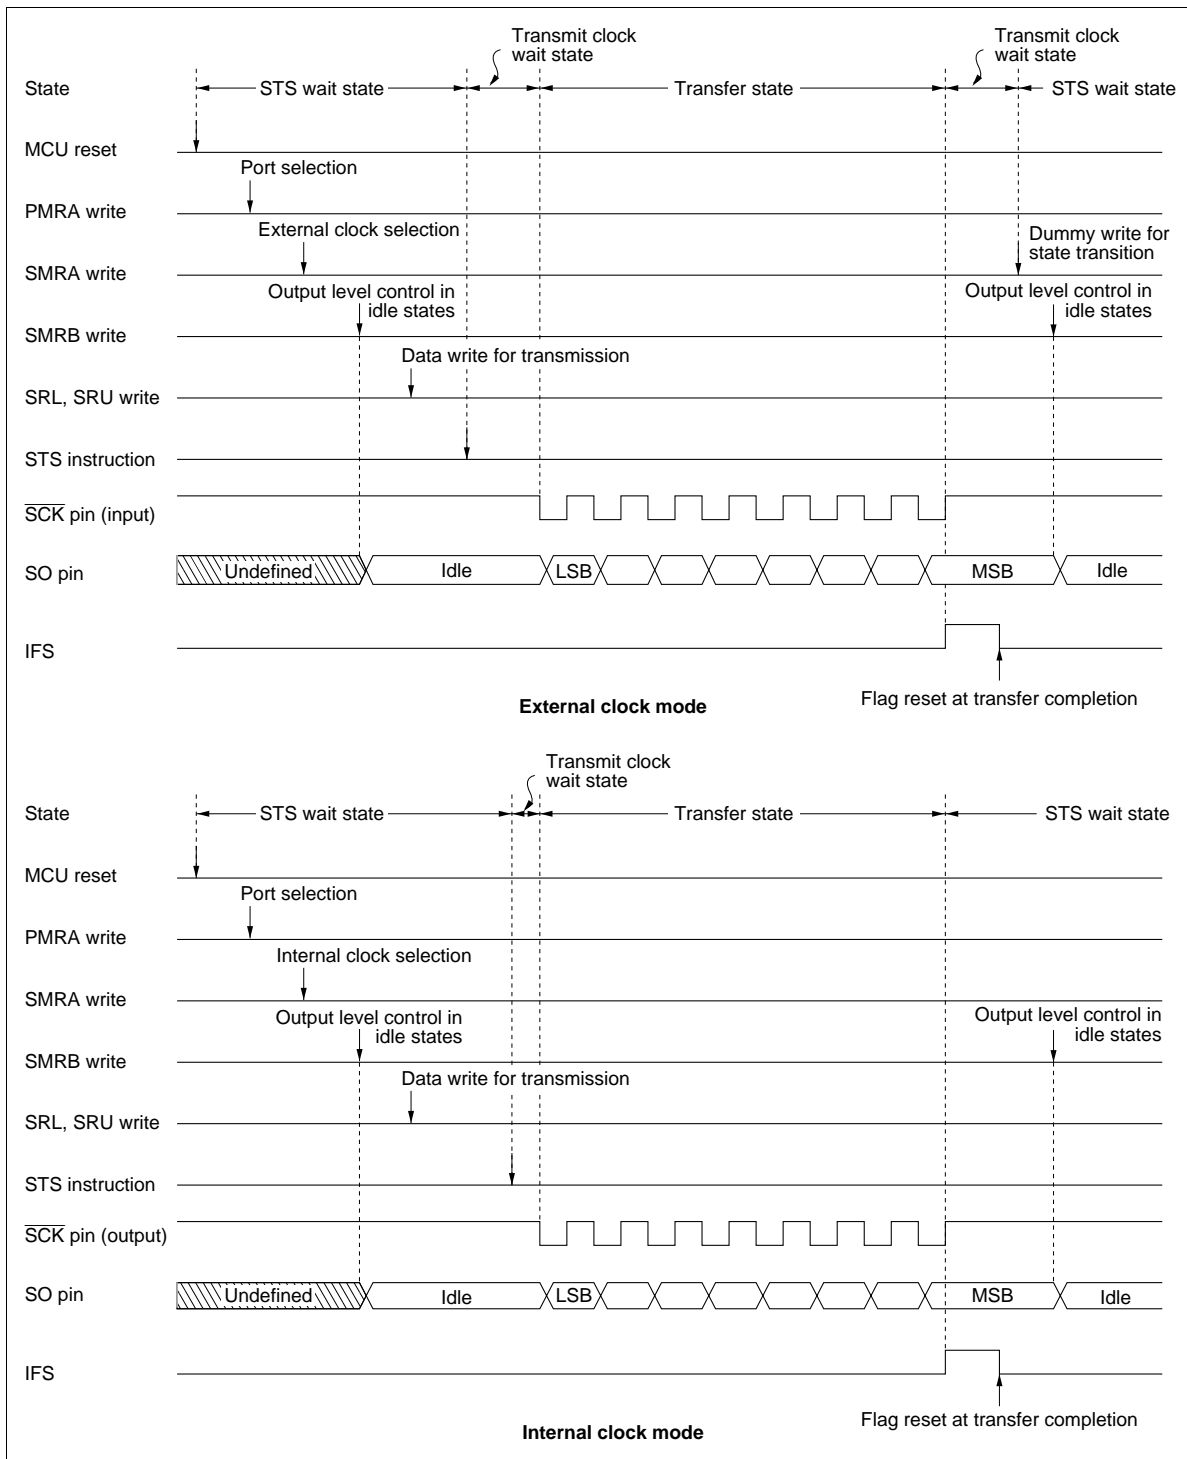 Transmit clock
wait state
Transmit clock
wait state
State
STS wait state
Transfer state
STS wait state
MCU reset
Port selection
PMRA write
External clock selection
Dummy write for
state transition
SMRA write
Output level control in
idle states
Output level control in
idle states
SMRB write
Data write for transmission
SRL, SRU write
STS instruction
SCK pin (input)
SO pin
Undefined
Idle
LSB
MSB
Idle
IFS
Flag reset at transfer completion
External clock mode
Transmit clock
wait state
State
STS wait state
Transfer state
STS wait state
MCU reset
Port selection
PMRA write
Internal clock selection
SMRA write
Output level control in
idle states
Output level control in
idle states
SMRB write
Data write for transmission
SRL, SRU write
STS instruction
SCK pin (output)
SO pin
Undefined
Idle
LSB
MSB
Idle
IFS
Flag reset at transfer completion
Internal clock mode